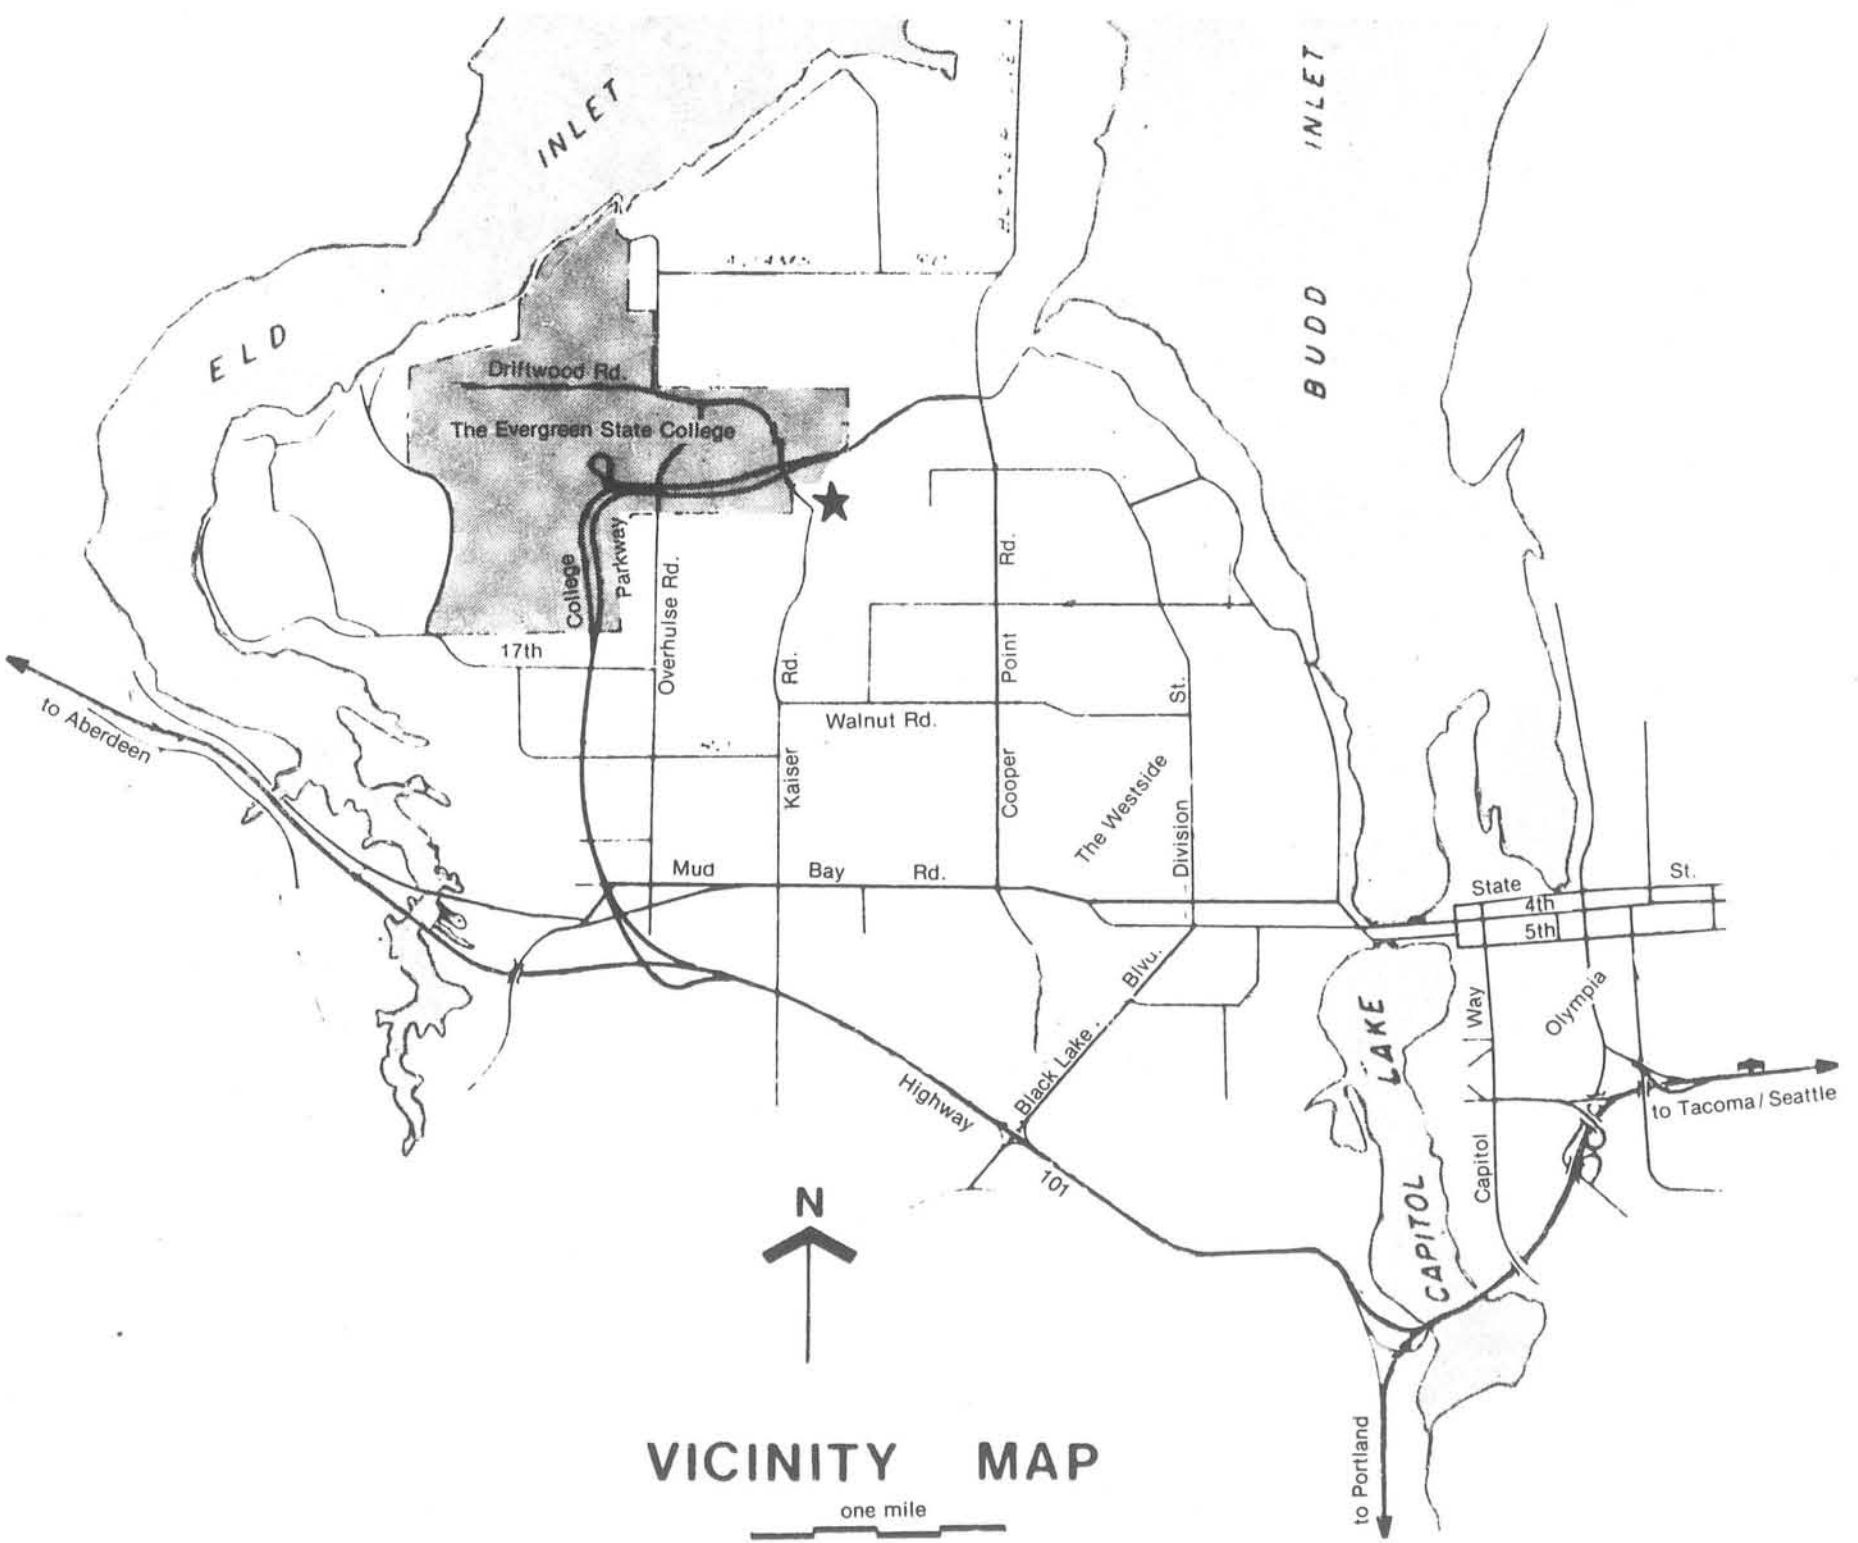 INLET
INLET
ELD
BUDD
Driftwood Rd.
The Evergreen State College
College
Parkway
Overhulse Rd.
17th
Rd.
Kaiser
Walnut Rd.
Rd.
Point
Cooper
St.
Division
The Westside
to Aberdeen
Mud Bay Rd.
State St.
4th
5th
Blvd.
Black Lake
Way
Capitol
Olympia
LAKE
CAPITOL
Highway
101
to Tacoma/Seattle
to Portland
N
VICINITY MAP
one mile